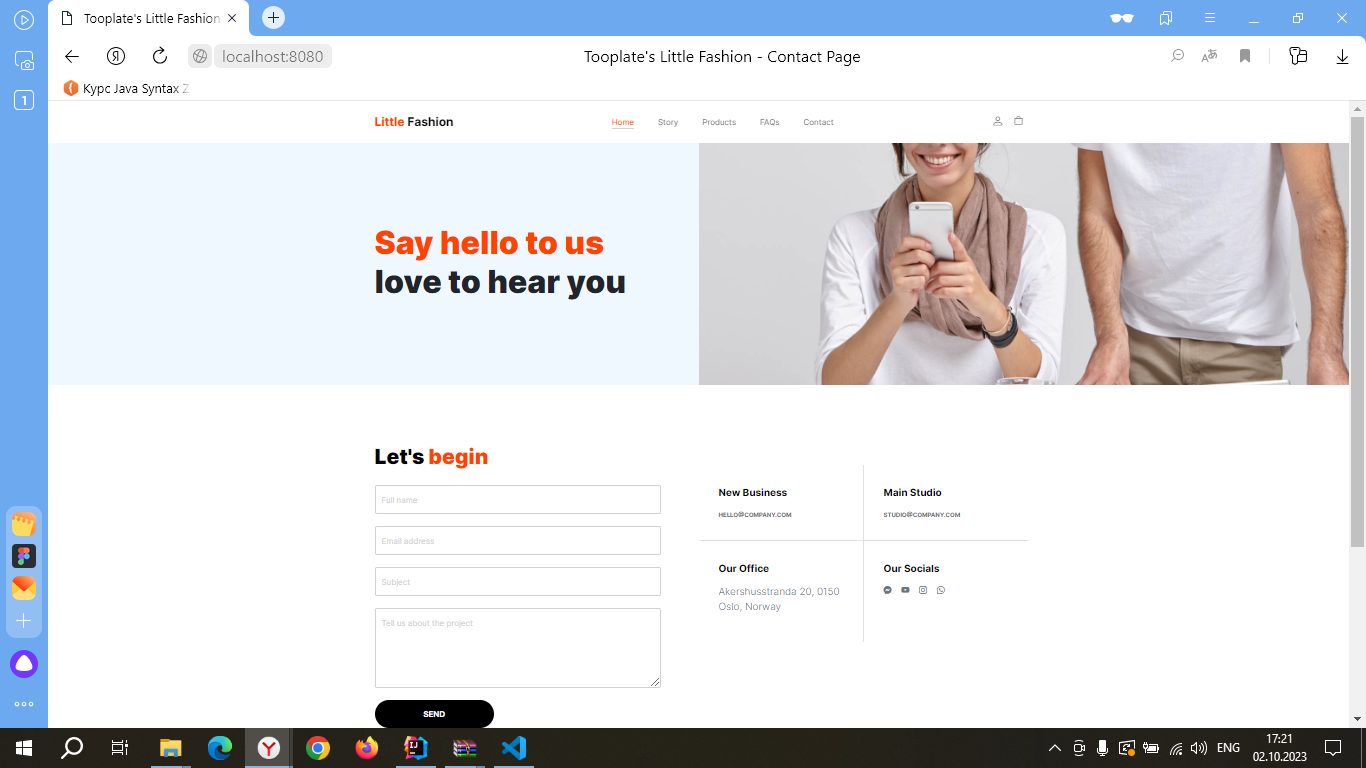 Tooplate's Little Fashion
localhost:8080
Tooplate's Little Fashion - Contact Page
1
Курс Java Syntax Z
Little Fashion
Home
Story
Products
FAQs
Contact
Say hello to us
love to hear you
Let's begin
Full name
Email address
Subject
Tell us about the project
SEND
New Business
HELLO@COMPANY.COM
Main Studio
STUDIO@COMPANY.COM
Our Office
Akershusstranda 20, 0150
Oslo, Norway
Our Socials
ENG
17:21
02.10.2023